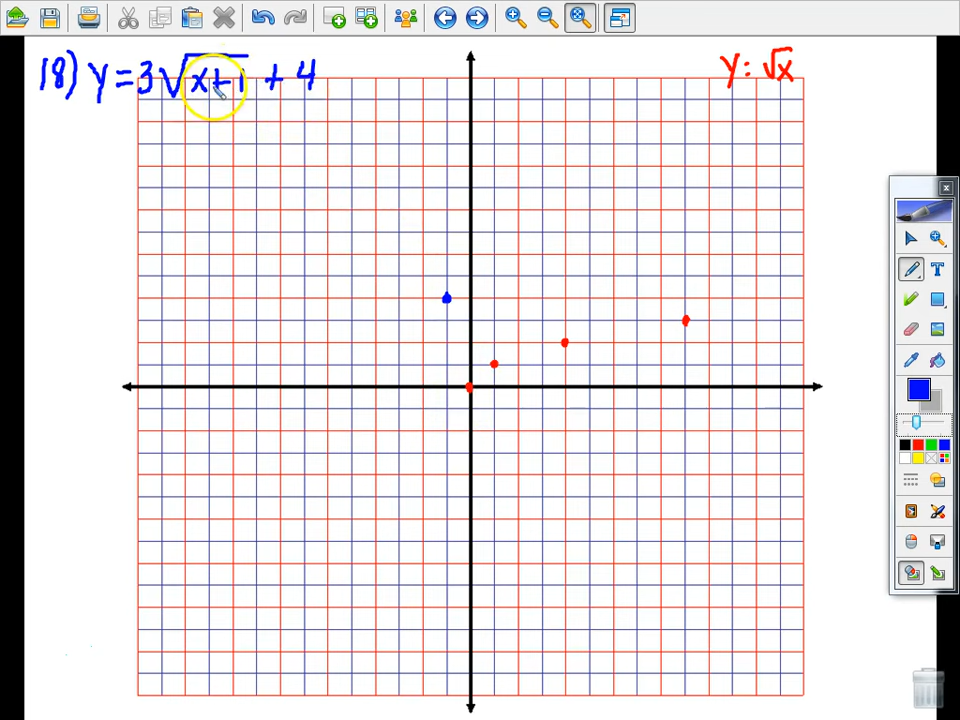 18) y = 3√x+1 + 4
y: √x
T
x